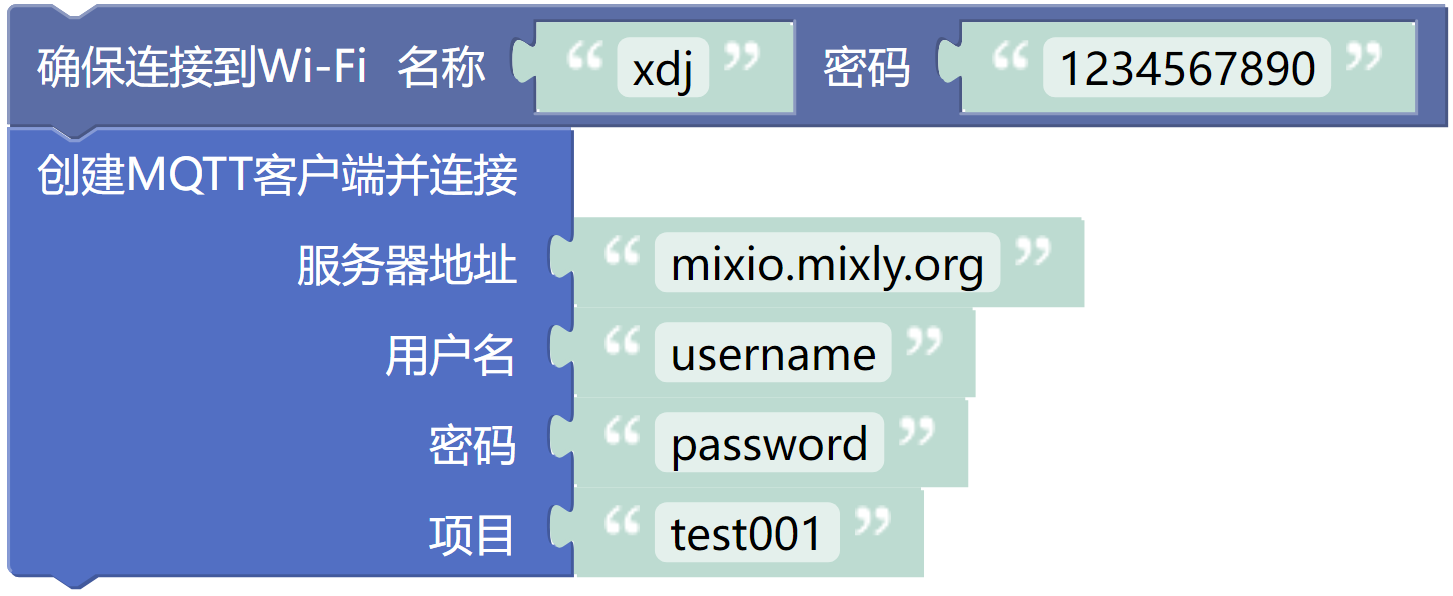 确保连接到Wi-Fi 名称 “ xdj ” 密码 “ 1234567890 ”
创建MQTT客户端并连接
服务器地址 “ mixio.mixly.org ”
用户名 “ username ”
密码 “ password ”
项目 “ test001 ”